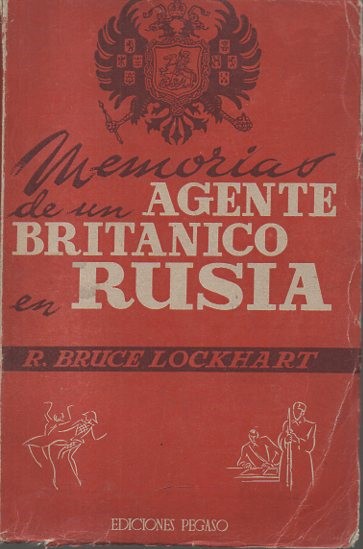 Memorias
de un AGENTE
BRITANICO
en RUSIA
R. BRUCE LOCKHART
EDICIONES PEGASO